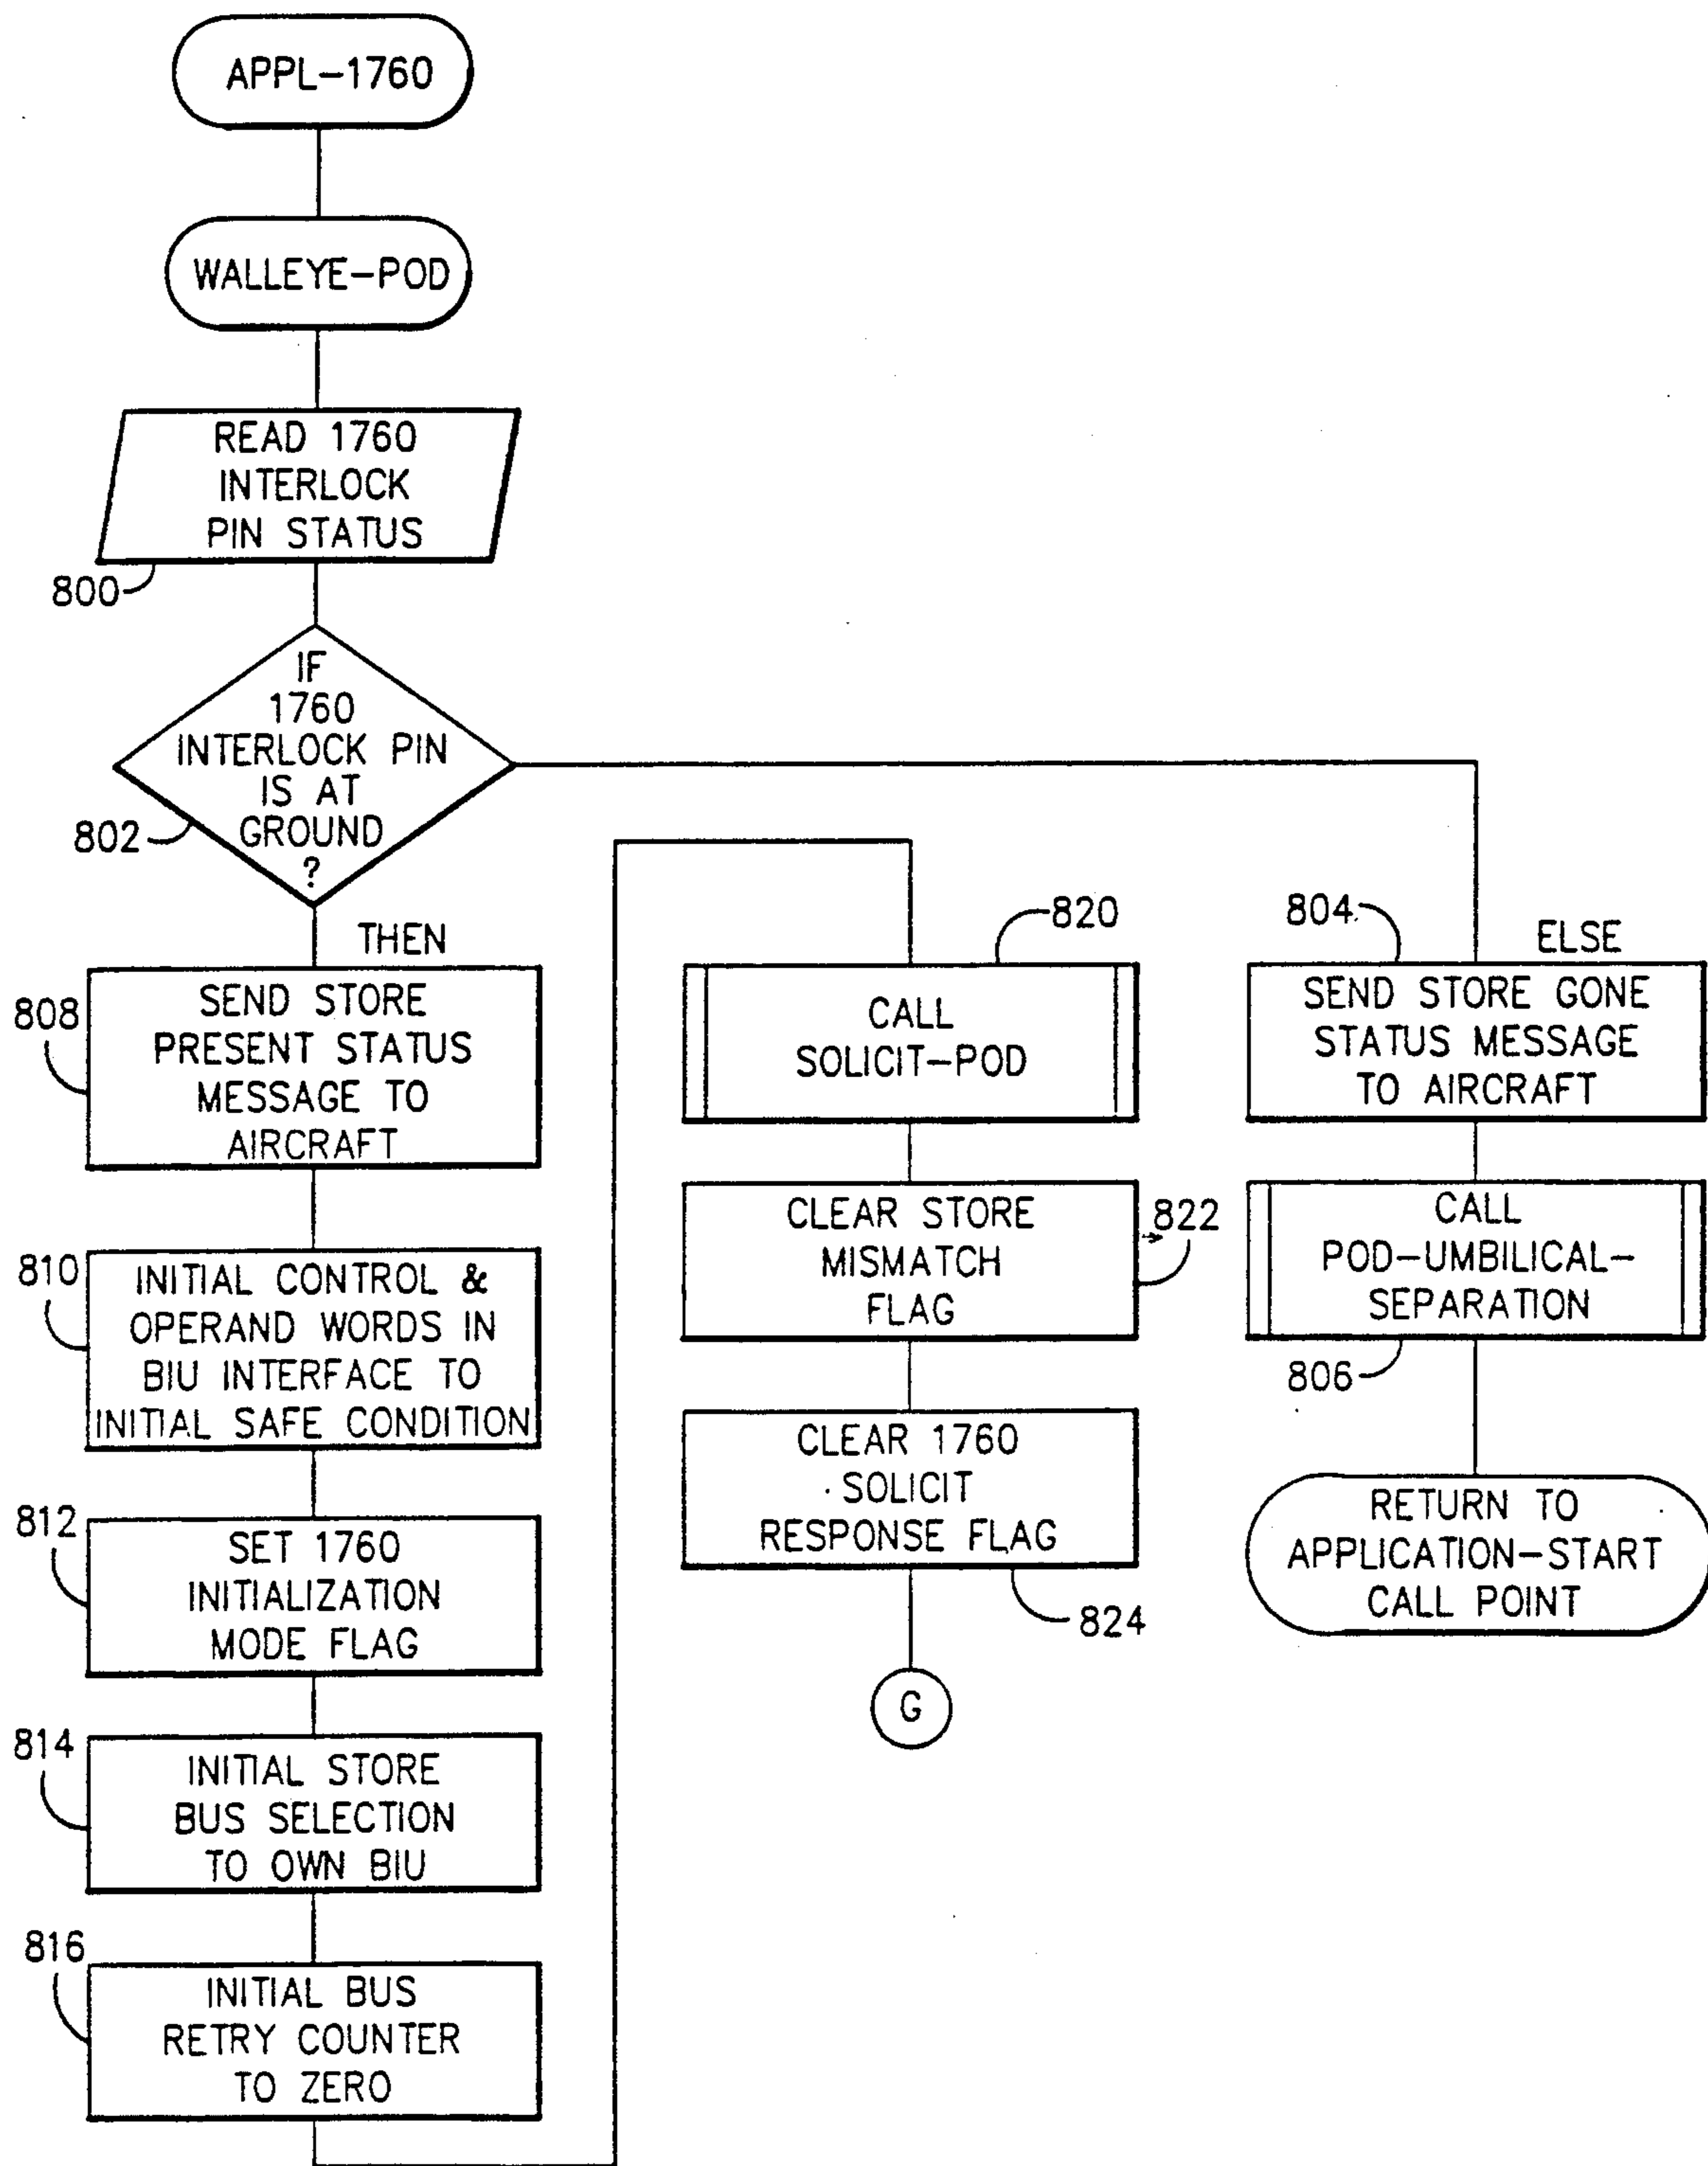 APPL-1760
WALLEYE-POD
READ 1760
INTERLOCK
PIN STATUS
800
IF
1760
INTERLOCK PIN
IS AT
GROUND
?
802
THEN
808
SEND STORE
PRESENT STATUS
MESSAGE TO
AIRCRAFT
810
INITIAL CONTROL &
OPERAND WORDS IN
BIU INTERFACE TO
INITIAL SAFE CONDITION
812
SET 1760
INITIALIZATION
MODE FLAG
814
INITIAL STORE
BUS SELECTION
TO OWN BIU
816
INITIAL BUS
RETRY COUNTER
TO ZERO
820
CALL
SOLICIT-POD
CLEAR STORE
MISMATCH
FLAG
822
CLEAR 1760
SOLICIT
RESPONSE FLAG
824
G
804
ELSE
SEND STORE GONE
STATUS MESSAGE
TO AIRCRAFT
CALL
POD-UMBILICAL-
SEPARATION
806
RETURN TO
APPLICATION-START
CALL POINT